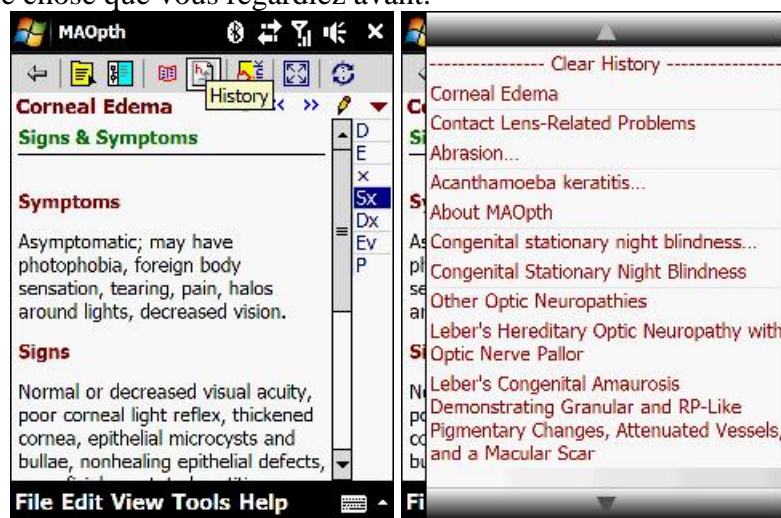 e chose que vous regardiez avant.
MAOpth
History
Corneal Edema
Signs & Symptoms
Symptoms
Asymptomatic; may have
photophobia, foreign body
sensation, tearing, pain, halos
around lights, decreased vision.
Signs
Normal or decreased visual acuity,
poor corneal light reflex, thickened
cornea, epithelial microcysts and
bullae, nonhealing epithelial defects,
D
E
x
Sx
Dx
Ev
P
File Edit View Tools Help
---------------- Clear History ----------------
Corneal Edema
Contact Lens-Related Problems
Abrasion...
Acanthamoeba keratitis...
About MAOpth
Congenital stationary night blindness...
Congenital Stationary Night Blindness
Other Optic Neuropathies
Leber's Hereditary Optic Neuropathy with
Optic Nerve Pallor
Leber's Congenital Amaurosis
Demonstrating Granular and RP-Like
Pigmentary Changes, Attenuated Vessels,
and a Macular Scar
Fi